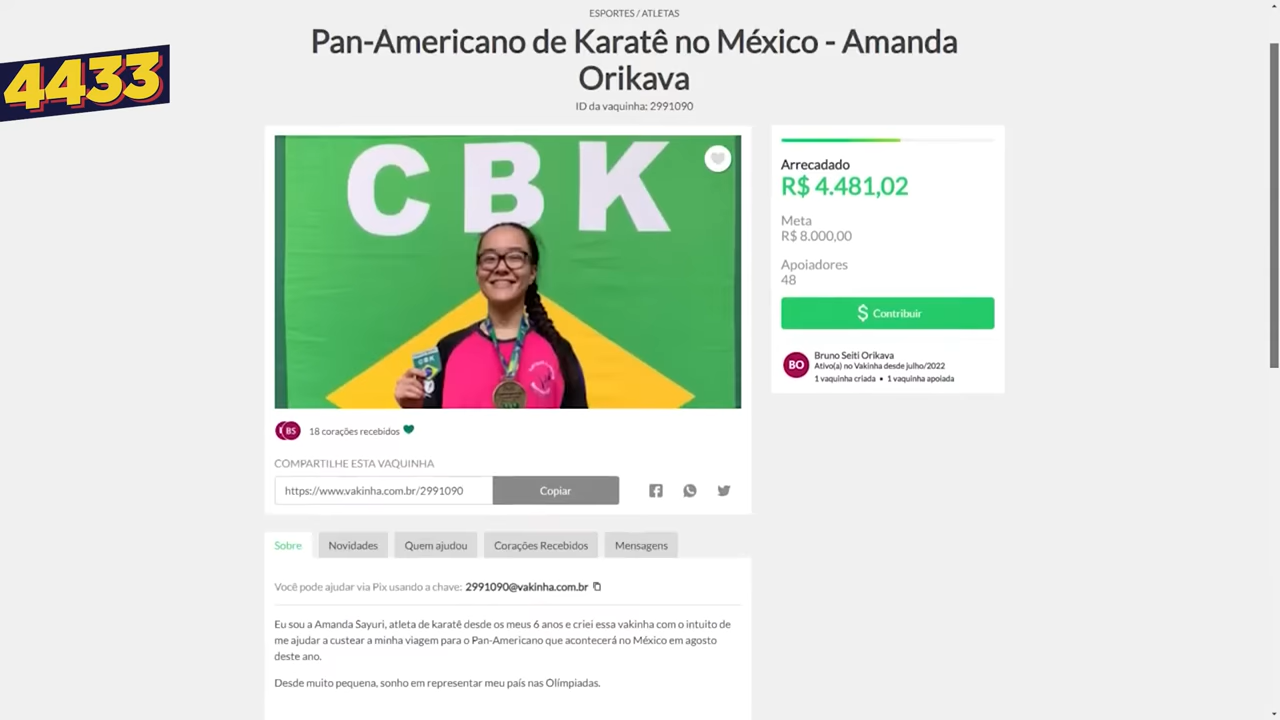 ESPORTES / ATLETAS
4433
Pan-Americano de Karatê no México - Amanda
Orikava
ID da vaquinha: 2991090
CBK
CBK
Arrecadado
R$ 4.481,02
Meta
R$ 8.000,00
Apoiadores
48
$ Contribuir
BO
Bruno Seiti Orikava
Ativo(a) no Vakinha desde julho/2022
1 vaquinha criada • 1 vaquinha apoiada
BS
18 corações recebidos
COMPARTILHE ESTA VAQUINHA
https://www.vakinha.com.br/2991090
Copiar
Sobre
Novidades
Quem ajudou
Corações Recebidos
Mensagens
Você pode ajudar via Pix usando a chave: 2991090@vakinha.com.br
Eu sou a Amanda Sayuri, atleta de karatê desde os meus 6 anos e criei essa vakinha com o intuito de
me ajudar a custear a minha viagem para o Pan-Americano que acontecerá no México em agosto
deste ano.
Desde muito pequena, sonho em representar meu país nas Olímpiadas.